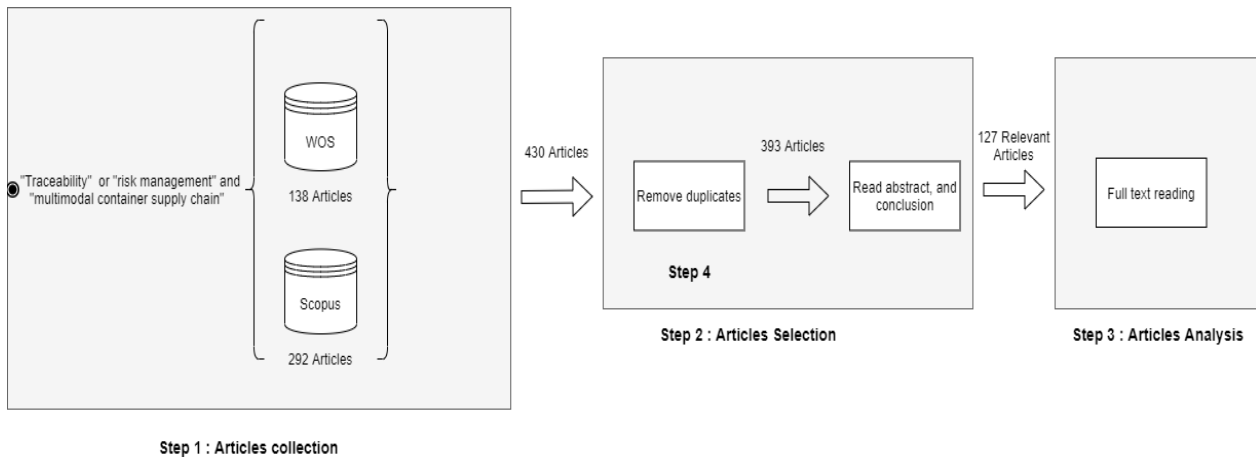 "Traceability" or "risk management" and
"multimodal container supply chain"
WOS
138 Articles
Scopus
292 Articles
Step 1 : Articles collection
430 Articles
Remove duplicates
393 Articles
Read abstract, and
conclusion
Step 4
Step 2 : Articles Selection
127 Relevant
Articles
Full text reading
Step 3 : Articles Analysis